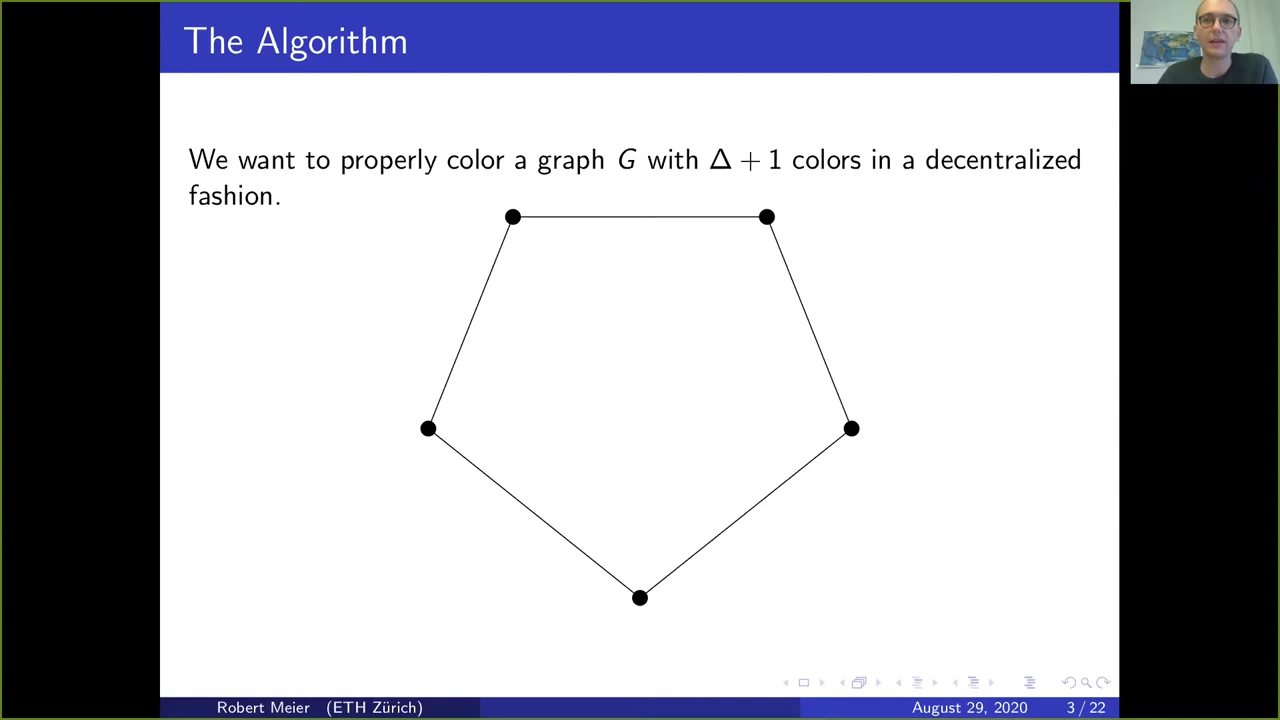 The Algorithm
We want to properly color a graph G with Δ + 1 colors in a decentralized
fashion.
Robert Meier (ETH Zürich) August 29, 2020 3 / 22